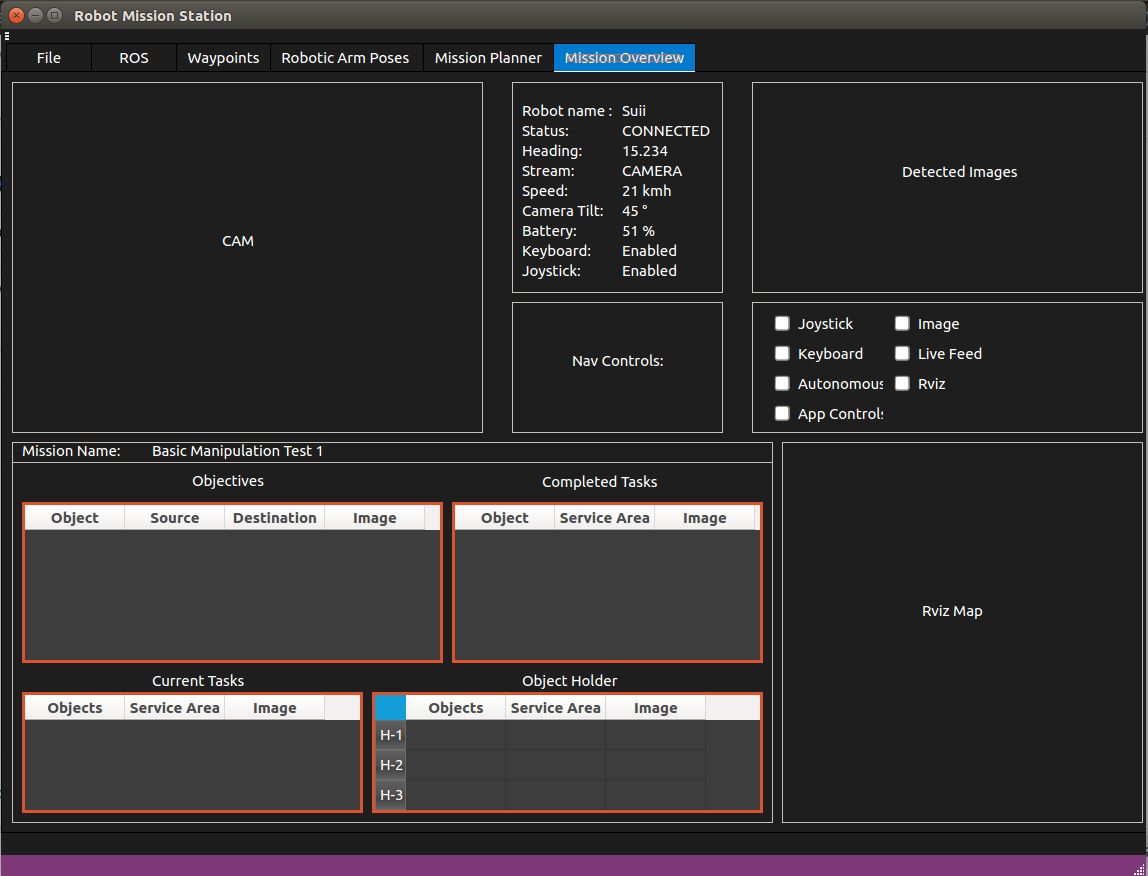 Robot Mission Station
File ROS Waypoints Robotic Arm Poses Mission Planner Mission Overview
CAM
Robot name : Suii
Status: CONNECTED
Heading: 15.234
Stream: CAMERA
Speed: 21 kmh
Camera Tilt: 45 °
Battery: 51 %
Keyboard: Enabled
Joystick: Enabled
Detected Images
Nav Controls:
Joystick Image
Keyboard Live Feed
Autonomous Rviz
App Controls
Mission Name: Basic Manipulation Test 1
Objectives
Object Source Destination Image
Completed Tasks
Object Service Area Image
Current Tasks
Objects Service Area Image
Object Holder
Objects Service Area Image
H-1
H-2
H-3
Rviz Map